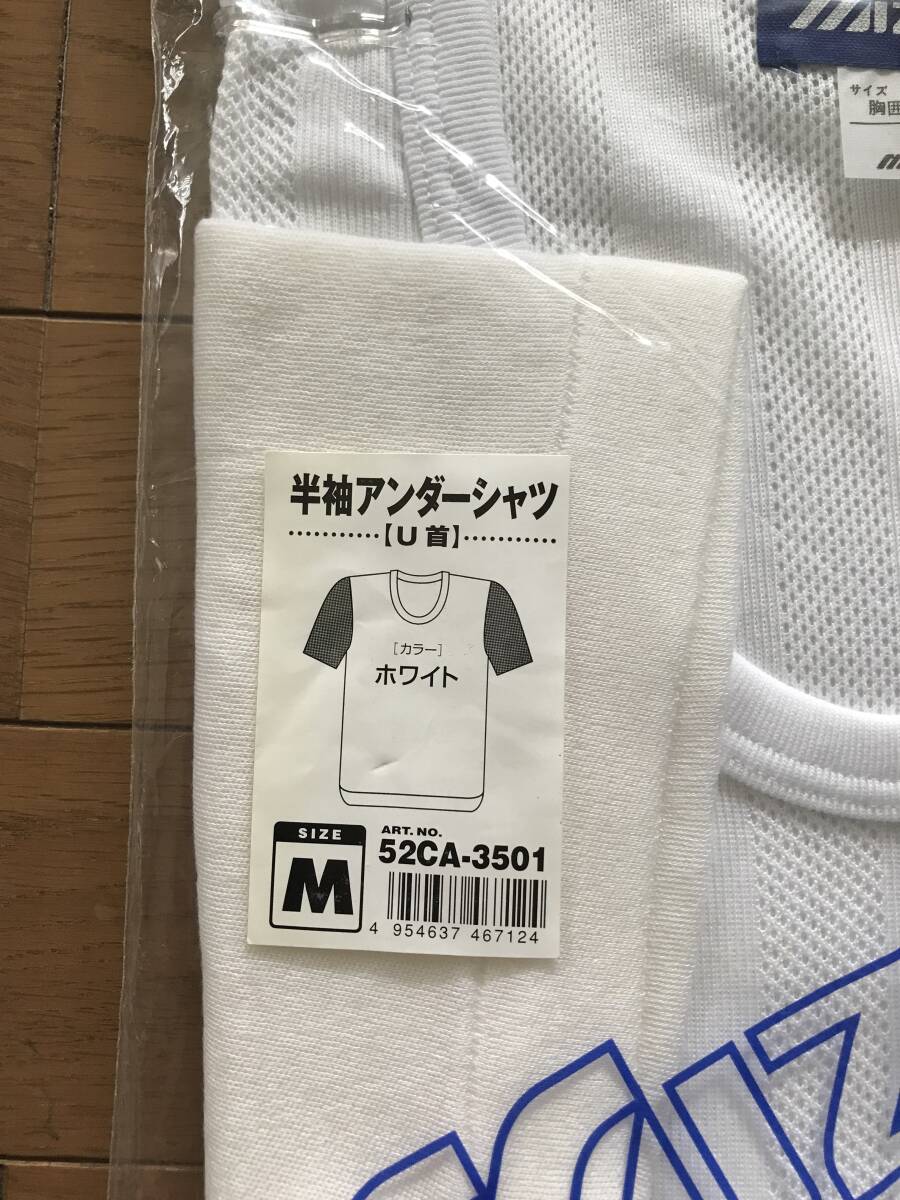 サイズ
胸囲
半袖アンダーシャツ
【U首】
[カラー]
ホワイト
SIZE
M
ART. NO.
52CA-3501
4 954637 467124